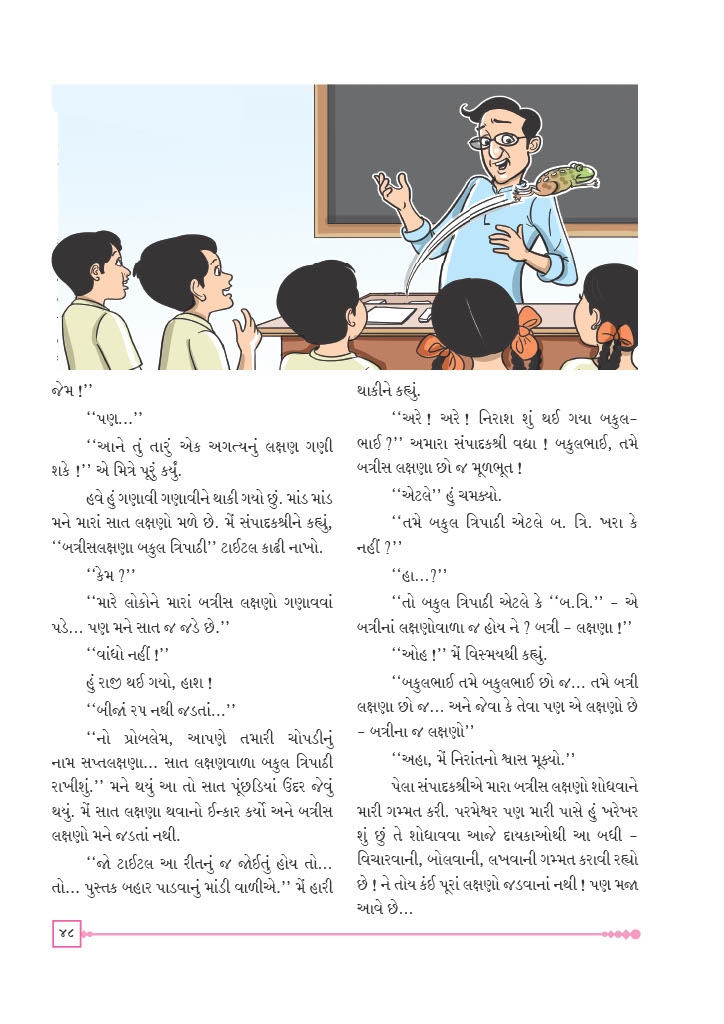 જેમ !’’
‘‘પણ...’’
‘‘આને તું તારું એક અગત્યનું લક્ષણ ગણી
શકે !’’ એ મિત્રે પૂરું કર્યું.
હવે હું ગણાવી ગણાવીને થાકી ગયો છું. માંડ માંડ
મને મારાં સાત લક્ષણો મળે છે. મેં સંપાદકશ્રીને કહ્યું,
‘‘બત્રીસલક્ષણા બકુલ ત્રિપાઠી’’ ટાઈટલ કાઢી નાખો.
‘‘કેમ ?’’
‘‘મારે લોકોને મારાં બત્રીસ લક્ષણો ગણાવવાં
પડે... પણ મને સાત જ જડે છે.’’
‘‘વાંધો નહીં !’’
હું રાજી થઈ ગયો, હાશ !
‘‘બીજાં ૨૫ નથી જડતાં...’’
‘‘નો પ્રોબલેમ, આપણે તમારી ચોપડીનું
નામ સપ્તલક્ષણા... સાત લક્ષણવાળા બકુલ ત્રિપાઠી
રાખીશું.’’ મને થયું આ તો સાત પૂંછડિયાં ઉંદર જેવું
થયું. મેં સાત લક્ષણા થવાનો ઈન્કાર કર્યો અને બત્રીસ
લક્ષણો મને જડતાં નથી.
‘‘જો ટાઈટલ આ રીતનું જ જોઈતું હોય તો...
તો... પુસ્તક બહાર પાડવાનું માંડી વાળીએ.’’ મેં હારી
થાકીને કહ્યું.
‘‘અરે ! અરે ! નિરાશ શું થઈ ગયા બકુલ-
ભાઈ ?’’ અમારા સંપાદકશ્રી વદ્યા ! બકુલભાઈ, તમે
બત્રીસ લક્ષણા છો જ મૂળભૂત !
‘‘એટલે’’ હું ચમક્યો.
‘‘તમે બકુલ ત્રિપાઠી એટલે બ. ત્રિ. ખરા કે
નહીં ?’’
‘‘હા...?’’
‘‘તો બકુલ ત્રિપાઠી એટલે કે ‘‘બ.ત્રિ.’’ - એ
બત્રીનાં લક્ષણોવાળા જ હોય ને ? બત્રી - લક્ષણા !’’
‘‘ઓહ !’’ મેં વિસ્મયથી કહ્યું.
‘‘બકુલભાઈ તમે બકુલભાઈ છો જ... તમે બત્રી
લક્ષણા છો જ... અને જેવા કે તેવા પણ એ લક્ષણો છે
- બત્રીના જ લક્ષણો’’
‘‘અહા, મેં નિરાંતનો શ્વાસ મૂક્યો.’’
પેલા સંપાદકશ્રીએ મારા બત્રીસ લક્ષણો શોધવાને
મારી ગમ્મત કરી. પરમેશ્વર પણ મારી પાસે હું ખરેખર
શું છું તે શોધાવવા આજે દાયકાઓથી આ બધી -
વિચારવાની, બોલવાની, લખવાની ગમ્મત કરાવી રહ્યો
છે ! ને તોય કંઈ પૂરાં લક્ષણો જડવાનાં નથી ! પણ મજા
આવે છે...
૪૮